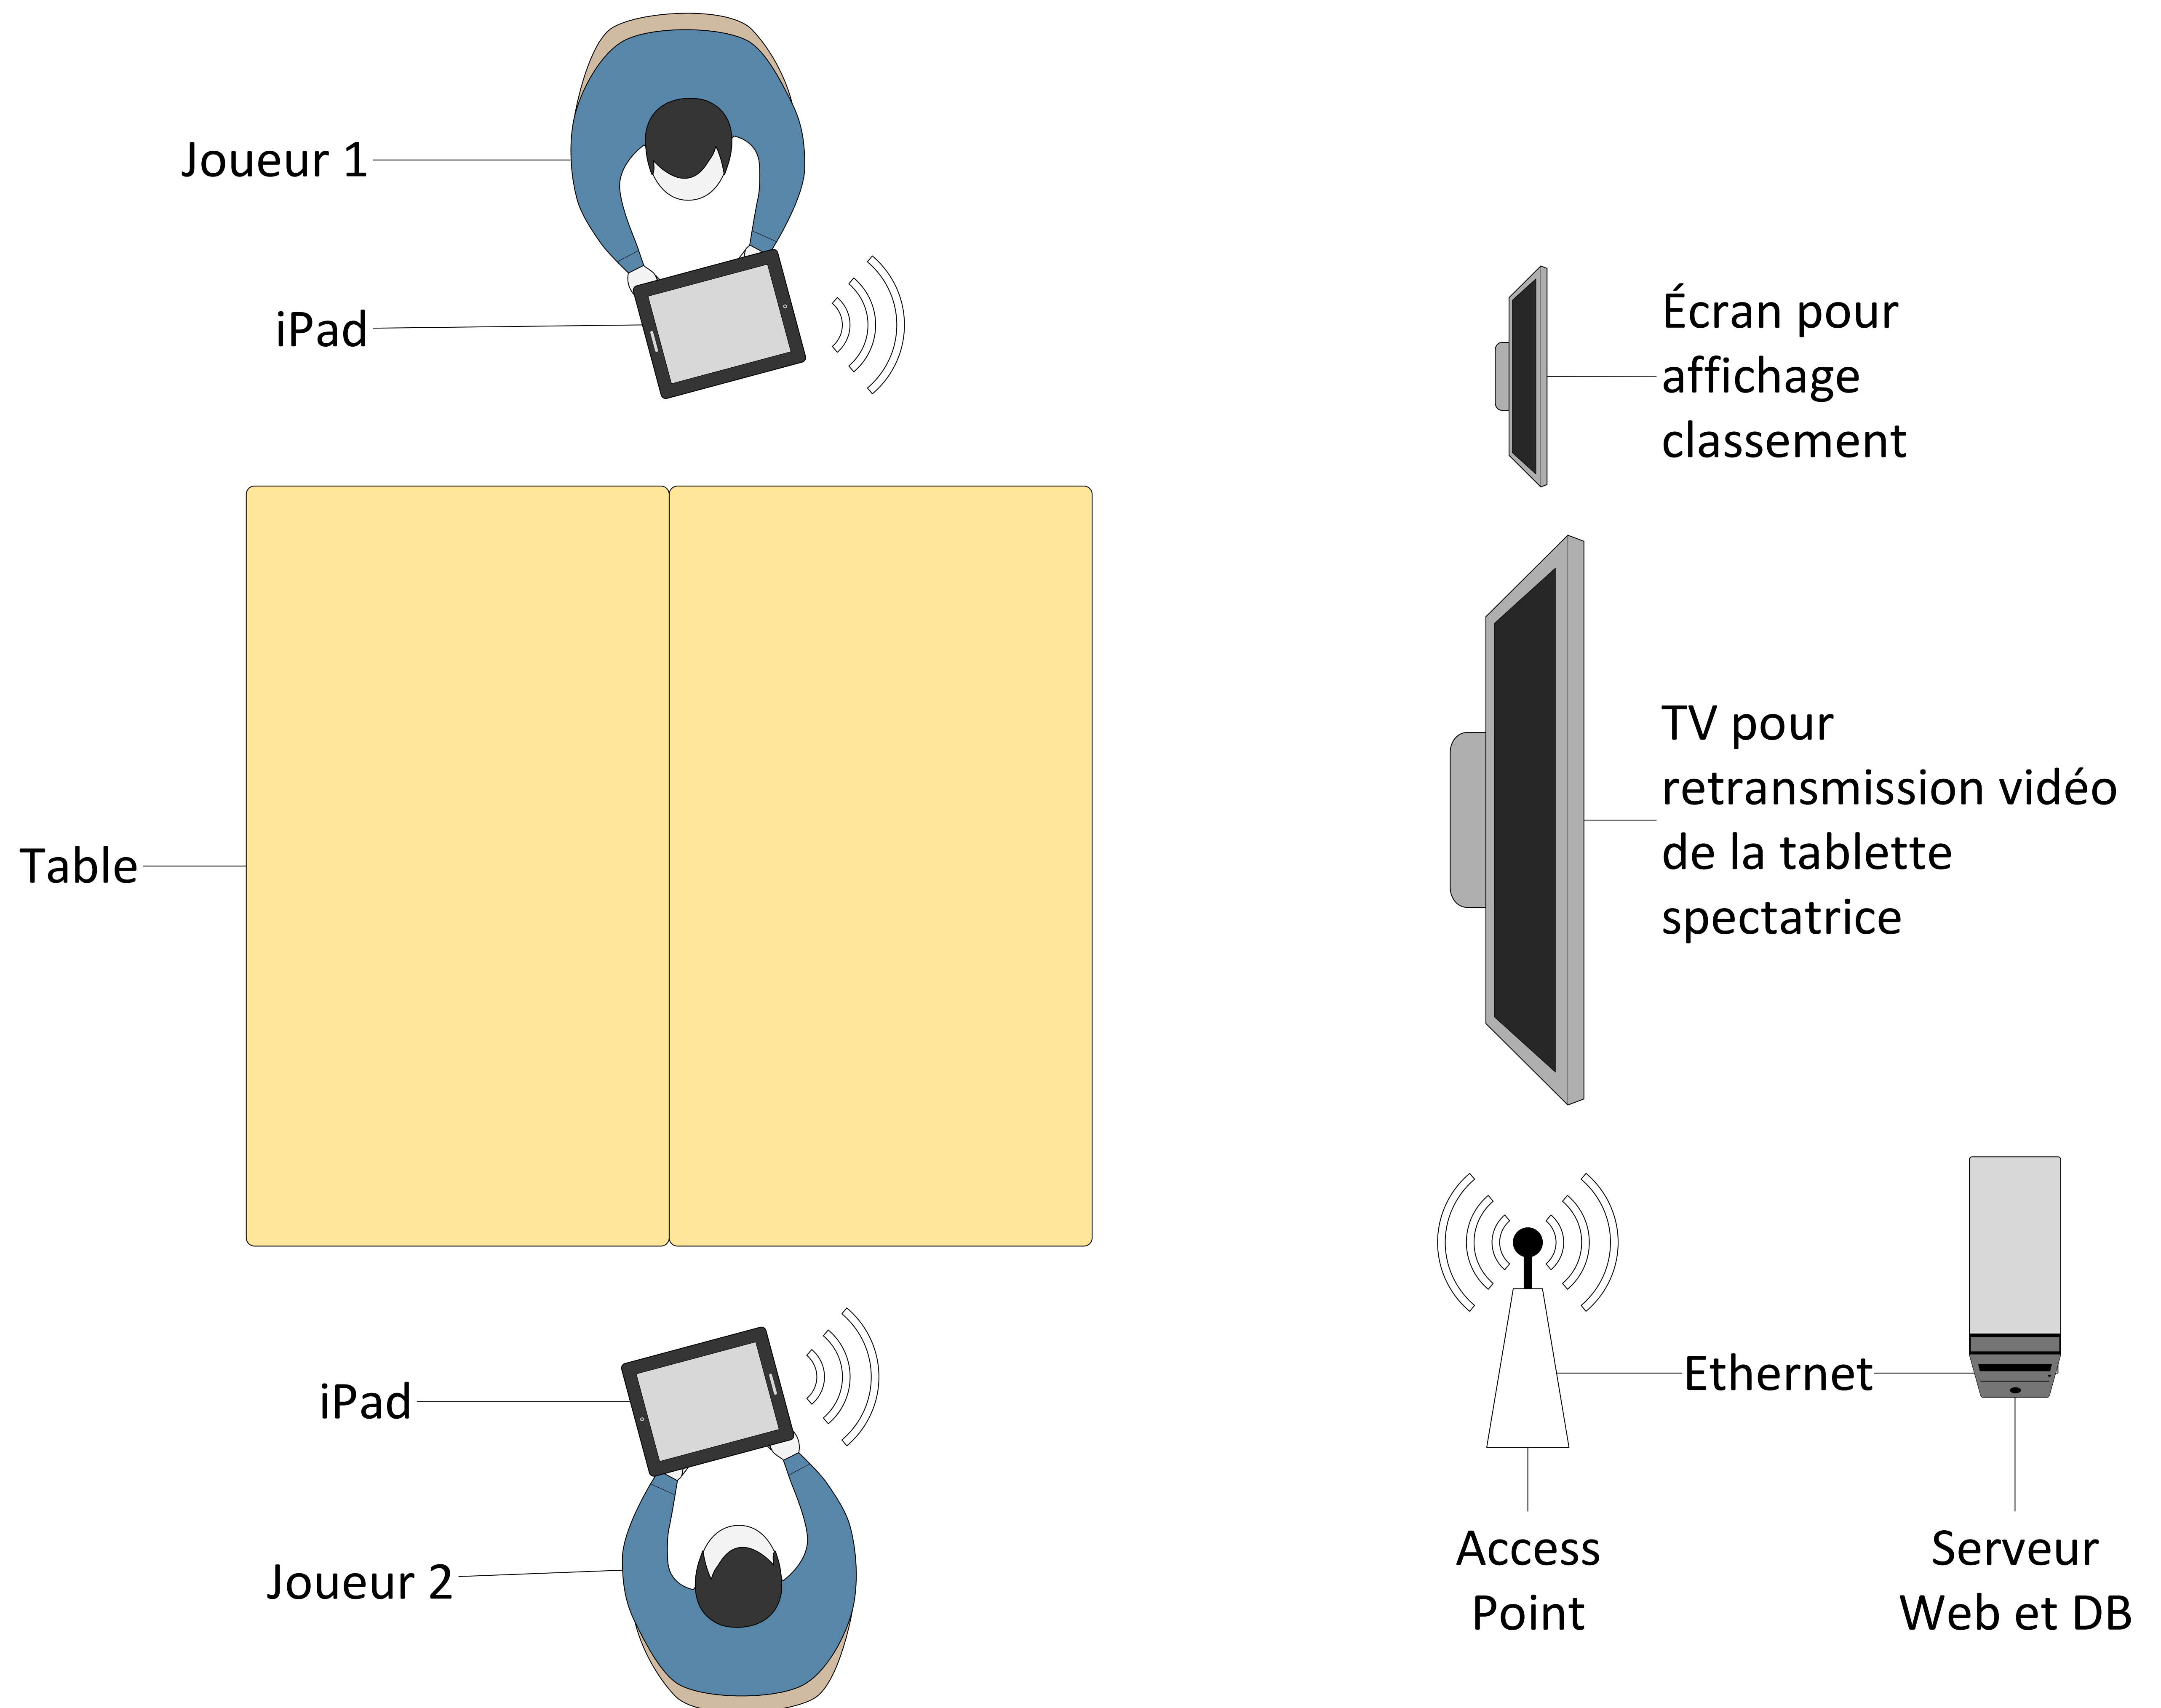 Joueur 1
iPad
Écran pour
affichage
classement
TV pour
retransmission vidéo
de la tablette
spectatrice
Table
iPad
Ethernet
Joueur 2
Access
Point
Serveur
Web et DB